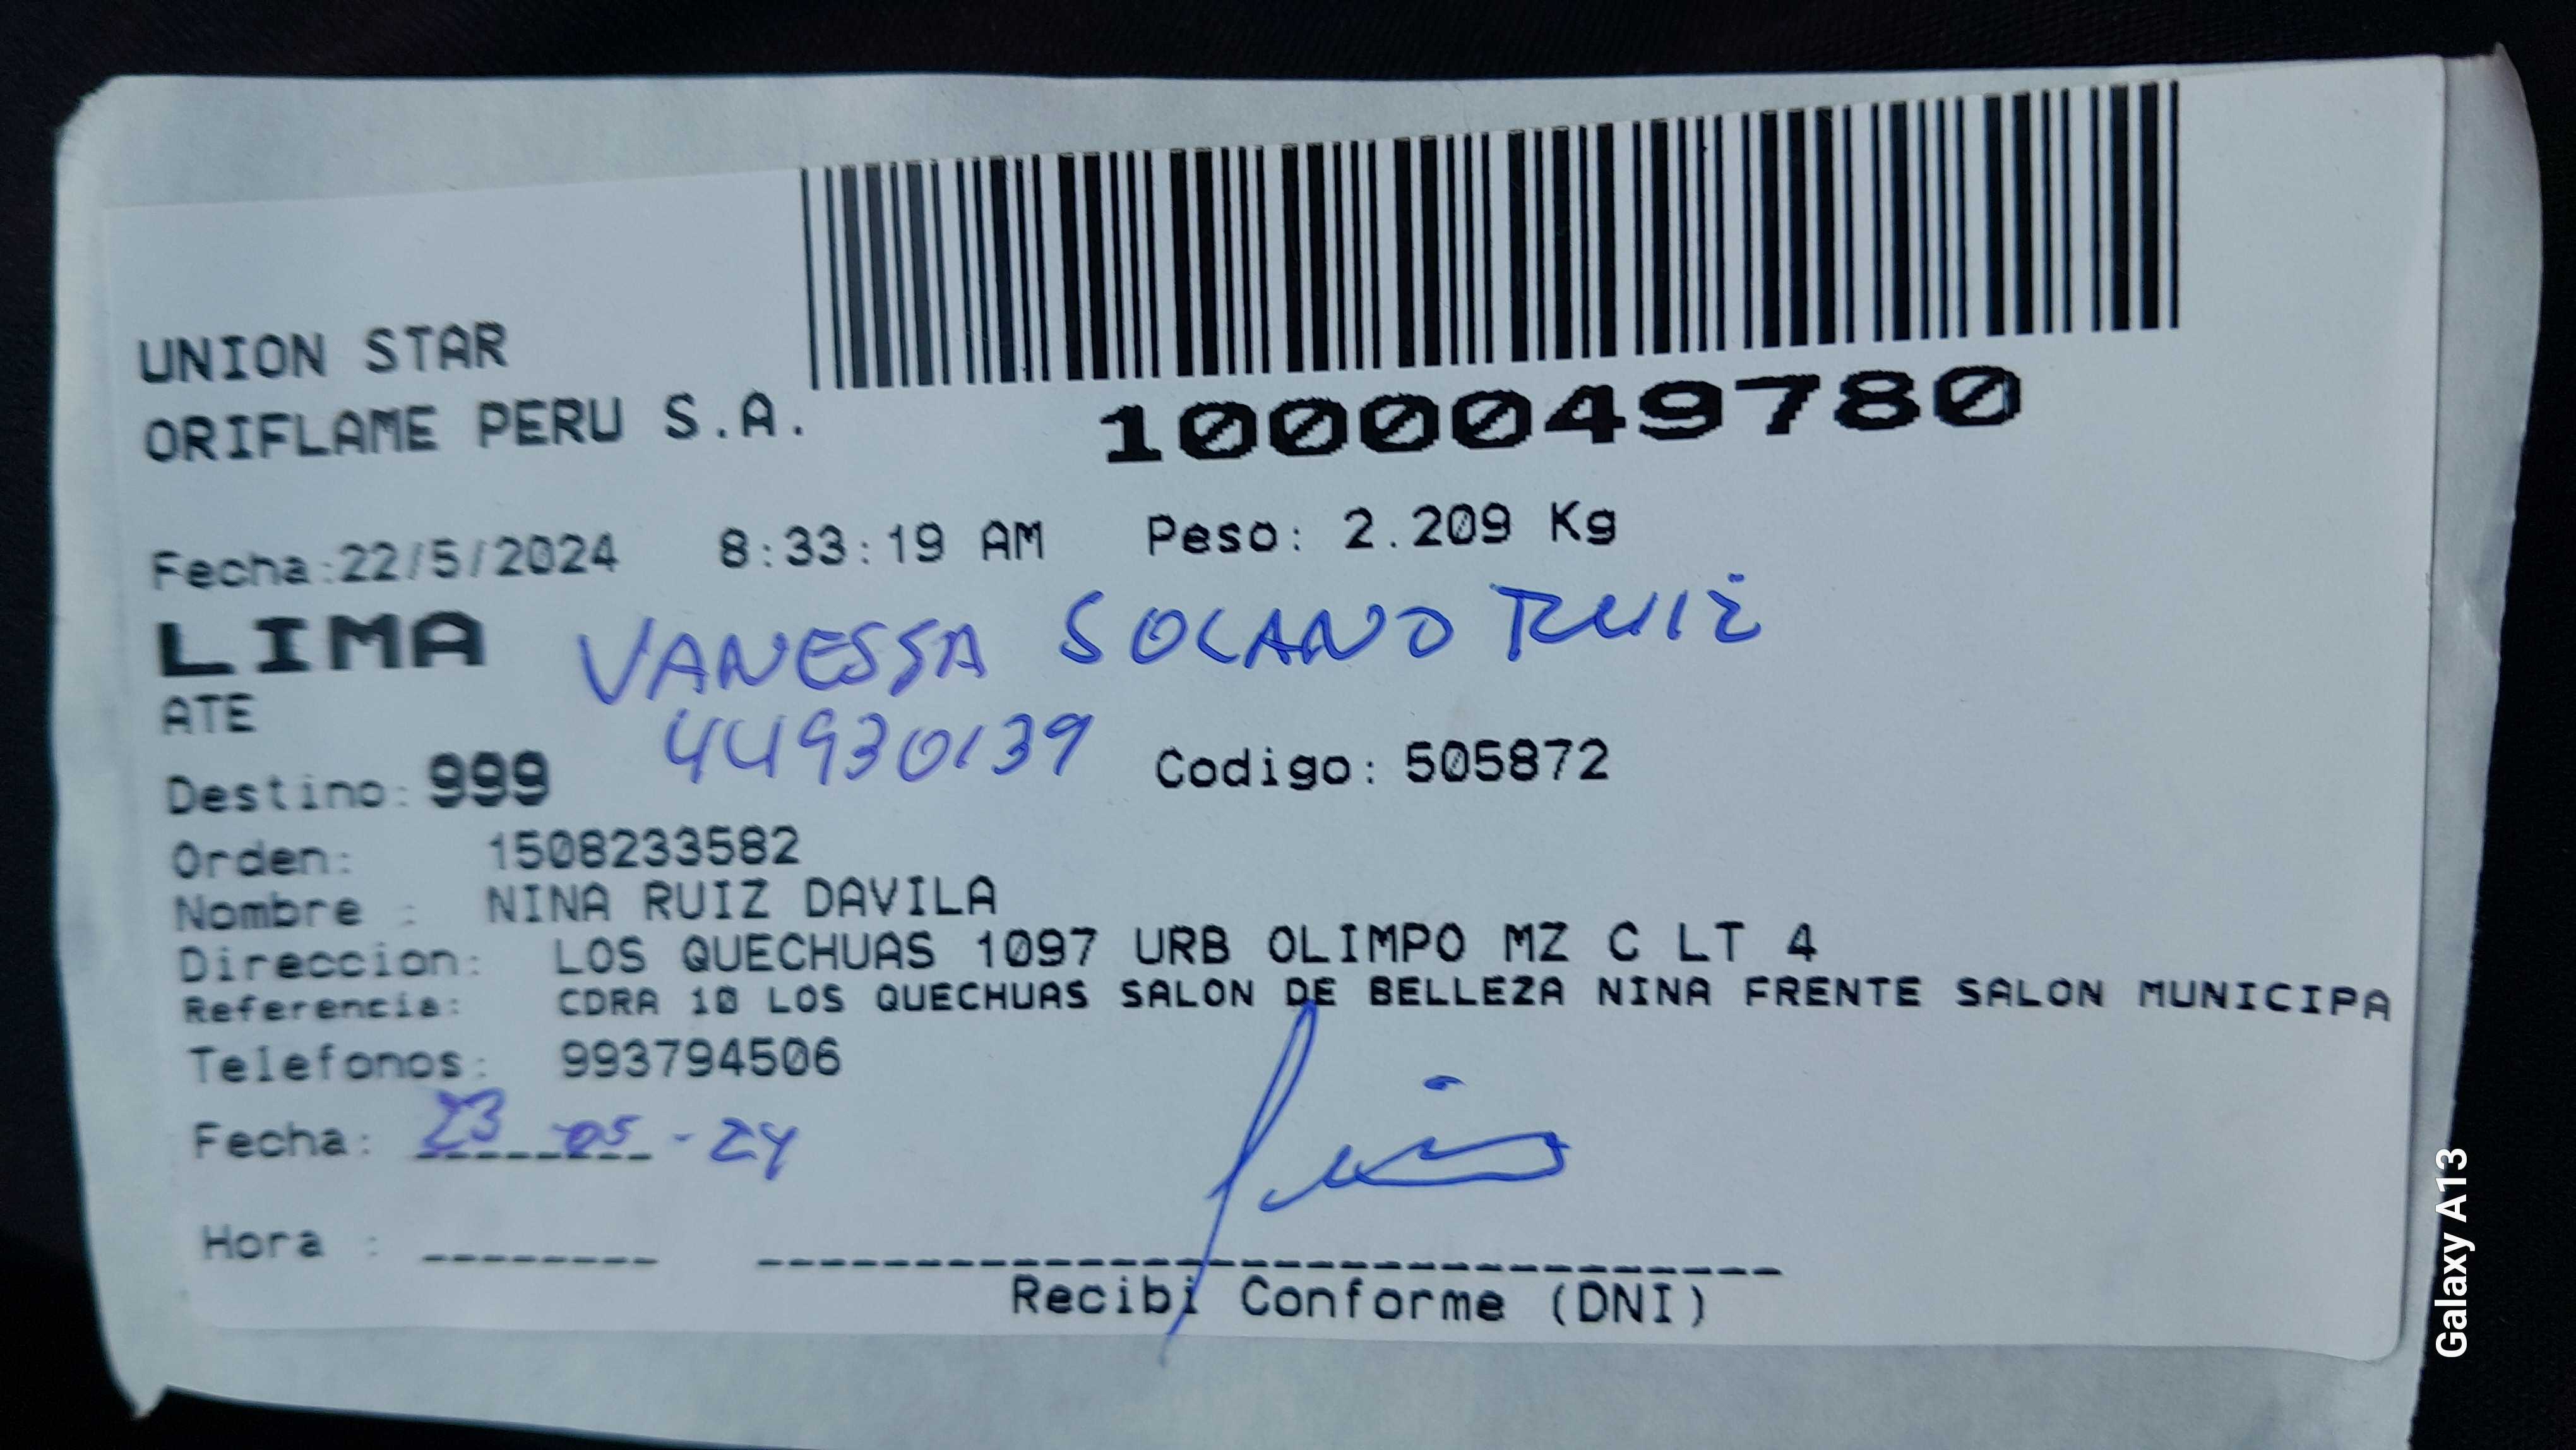 UNION STAR
ORIFLAME PERU S.A.
1000049780
Fecha:22/5/2024 8:33:19 AM Peso: 2.209 Kg
LIMA VANESSA SOLANO RUIZ
ATE
44930139
Destino: 999 Codigo: 505872
Orden: 1508233582
Nombre : NINA RUIZ DAVILA
Direccion: LOS QUECHUAS 1097 URB OLIMPO MZ C LT 4
Referencia: CDRA 10 LOS QUECHUAS SALON DE BELLEZA NINA FRENTE SALON MUNICIPA
Telefonos: 993794506
Fecha: 23-05-24
Hora :
Recibi Conforme (DNI)
Galaxy A13